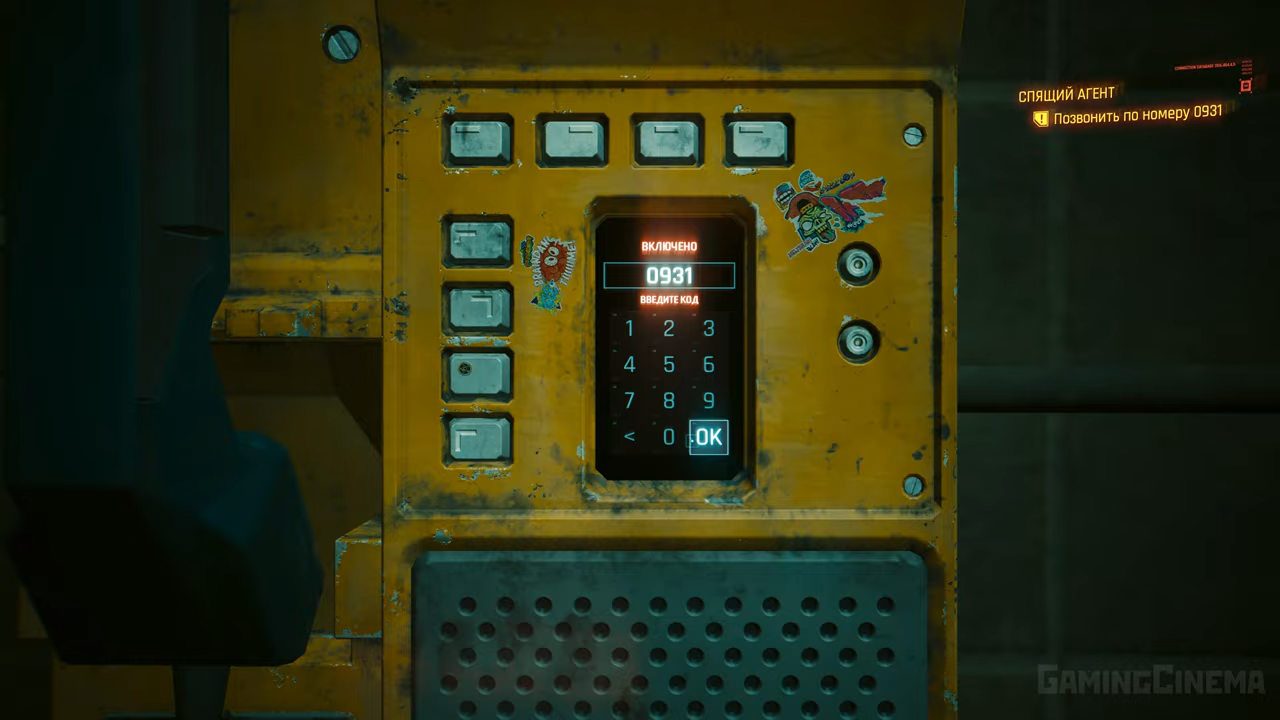 СПЯЩИЙ АГЕНТ
Позвонить по номеру 0931
ВКЛЮЧЕНО
0931
ВВЕДИТЕ КОД
1 2 3
4 5 6
7 8 9
< 0 OK
GAMINGCINEMA